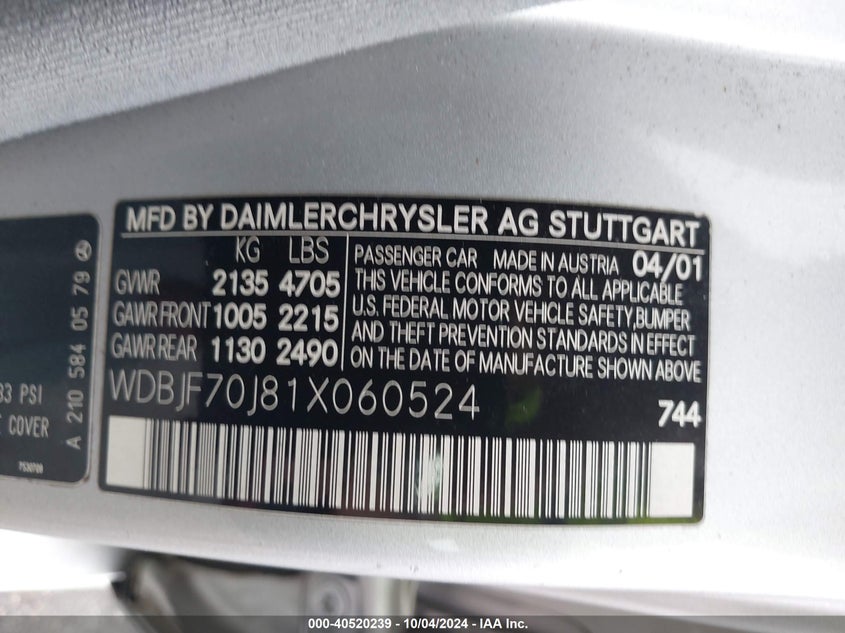 MFD BY DAIMLERCHRYSLER AG STUTTGART
KG LBS
GVWR 2135 4705
GAWR FRONT 1005 2215
GAWR REAR 1130 2490
PASSENGER CAR MADE IN AUSTRIA 04/01
THIS VEHICLE CONFORMS TO ALL APPLICABLE
U.S. FEDERAL MOTOR VEHICLE SAFETY,BUMPER
AND THEFT PREVENTION STANDARDS IN EFFECT
ON THE DATE OF MANUFACTURE SHOWN ABOVE
WDBJF70J81X060524
744
A 210 584 05 79
33 PSI
COVER
000-40520239 - 10/04/2024 - IAA Inc.